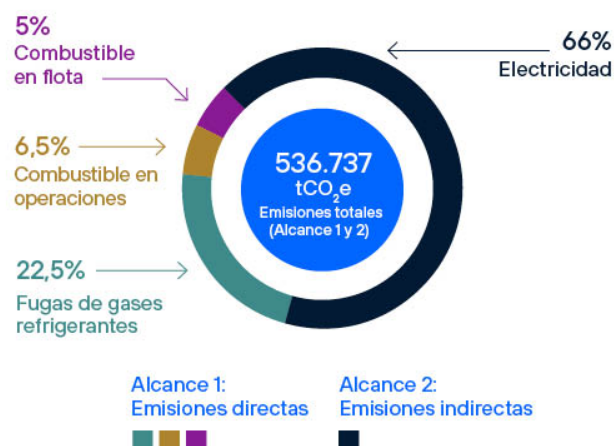 5%
Combustible
en flota
66%
Electricidad
6,5%
Combustible en
operaciones
536.737
tCO₂e
Emisiones totales
(Alcance 1 y 2)
22,5%
Fugas de gases
refrigerantes
Alcance 1:
Emisiones directas
Alcance 2:
Emisiones indirectas